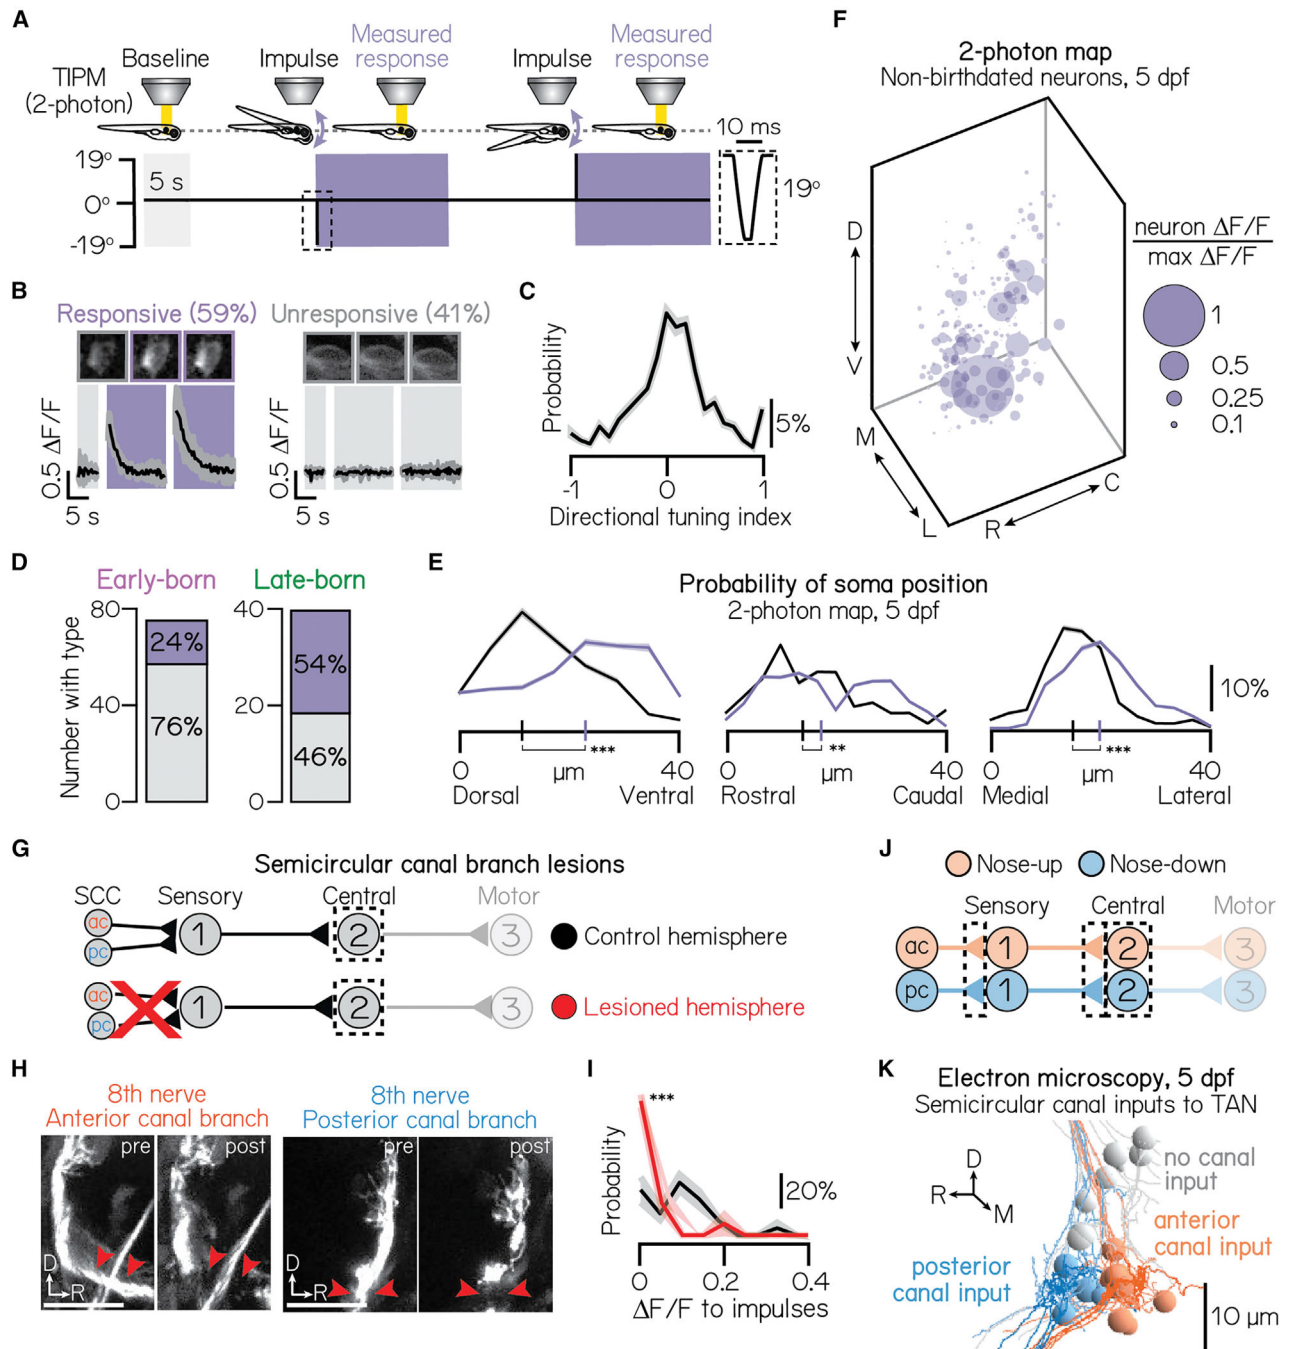 A
TIPM
(2-photon)
Baseline
Impulse
Measured
response
Impulse
Measured
response
10 ms
19°
0°
-19°
5 s
19°
B
Responsive (59%)
Unresponsive (41%)
0.5 ΔF/F
5 s
0.5 ΔF/F
5 s
C
Probability
5%
-1 0 1
Directional tuning index
D
Early-born
Late-born
Number with type
80
40
0
24%
76%
40
20
0
54%
46%
E
Probability of soma position
2-photon map, 5 dpf
10%
***
**
***
0 µm 40
Dorsal Ventral
0 µm 40
Rostral Caudal
0 µm 40
Medial Lateral
F
2-photon map
Non-birthdated neurons, 5 dpf
D
V
M
L
R
C
neuron ΔF/F
max ΔF/F
1
0.5
0.25
0.1
G
Semicircular canal branch lesions
SCC Sensory Central Motor
ac
pc
1 2 3
Control hemisphere
ac
pc
1 2 3
Lesioned hemisphere
H
8th nerve
Anterior canal branch
pre
post
D
R
8th nerve
Posterior canal branch
pre
post
D
R
I
***
Probability
20%
0 0.2 0.4
ΔF/F to impulses
J
Nose-up Nose-down
Sensory Central Motor
ac 1 2 3
pc 1 2 3
K
Electron microscopy, 5 dpf
Semicircular canal inputs to TAN
D
R
M
no canal
input
anterior
canal input
posterior
canal input
10 µm